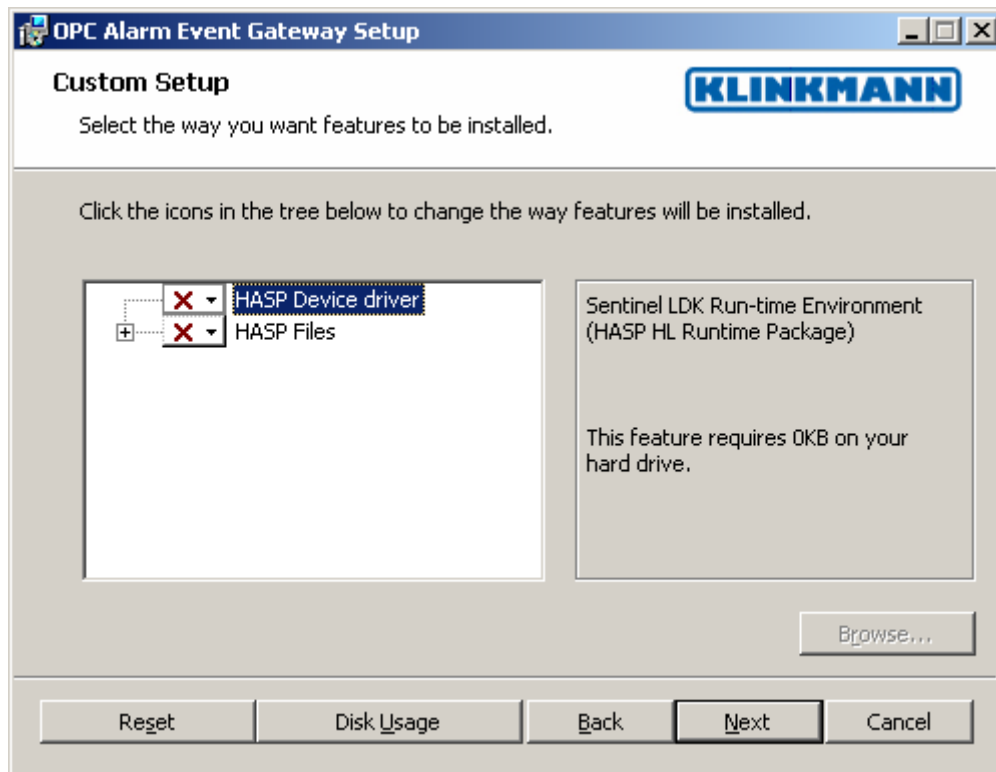 OPC Alarm Event Gateway Setup
Custom Setup
KLINKMANN
Select the way you want features to be installed.
Click the icons in the tree below to change the way features will be installed.
HASP Device driver
HASP Files
Sentinel LDK Run-time Environment
(HASP HL Runtime Package)
This feature requires 0KB on your
hard drive.
Browse...
Reset
Disk Usage
Back
Next
Cancel